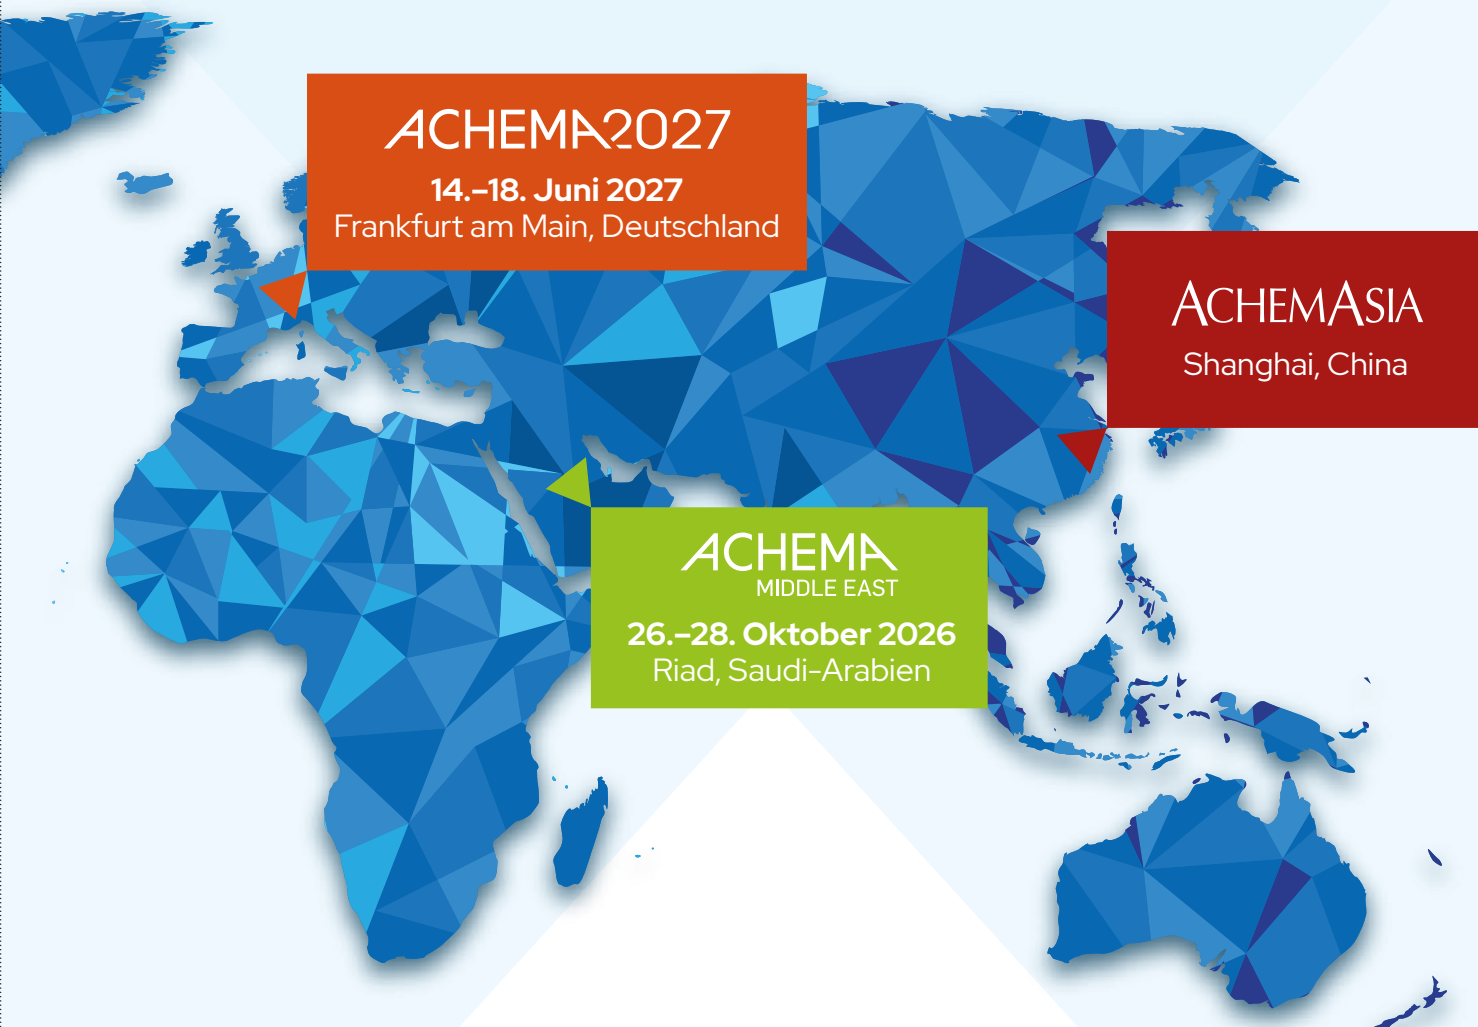 ACHEMA2027
14.–18. Juni 2027
Frankfurt am Main, Deutschland
ACHEMASIA
Shanghai, China
ACHEMA
MIDDLE EAST
26.–28. Oktober 2026
Riad, Saudi-Arabien